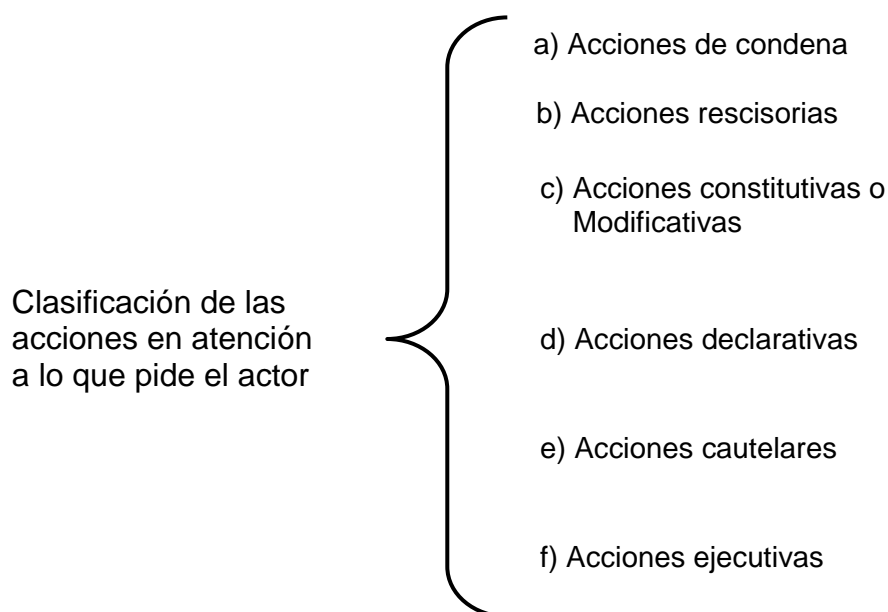 Clasificación de las
acciones en atención
a lo que pide el actor
a) Acciones de condena
b) Acciones rescisorias
c) Acciones constitutivas o
Modificativas
d) Acciones declarativas
e) Acciones cautelares
f) Acciones ejecutivas